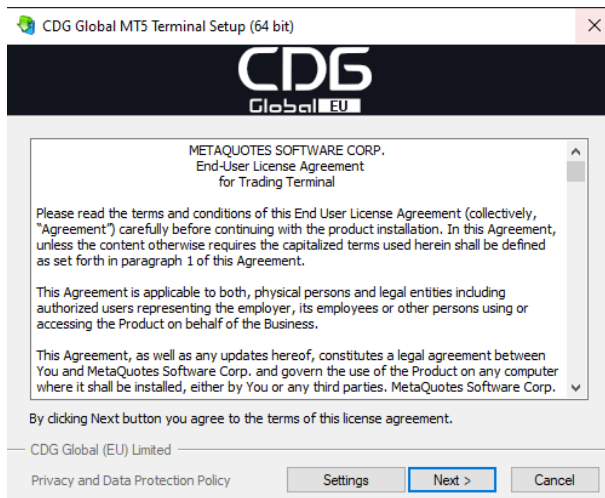 CDG Global MT5 Terminal Setup (64 bit)
CDG
Global EU
METAQUOTES SOFTWARE CORP.
End-User License Agreement
for Trading Terminal
Please read the terms and conditions of this End User License Agreement (collectively,
“Agreement”) carefully before continuing with the product installation. In this Agreement,
unless the content otherwise requires the capitalized terms used herein shall be defined
as set forth in paragraph 1 of this Agreement.
This Agreement is applicable to both, physical persons and legal entities including
authorized users representing the employer, its employees or other persons using or
accessing the Product on behalf of the Business.
This Agreement, as well as any updates hereof, constitutes a legal agreement between
You and MetaQuotes Software Corp. and govern the use of the Product on any computer
where it shall be installed, either by You or any third parties. MetaQuotes Software Corp.
By clicking Next button you agree to the terms of this license agreement.
CDG Global (EU) Limited
Privacy and Data Protection Policy
Settings
Next >
Cancel